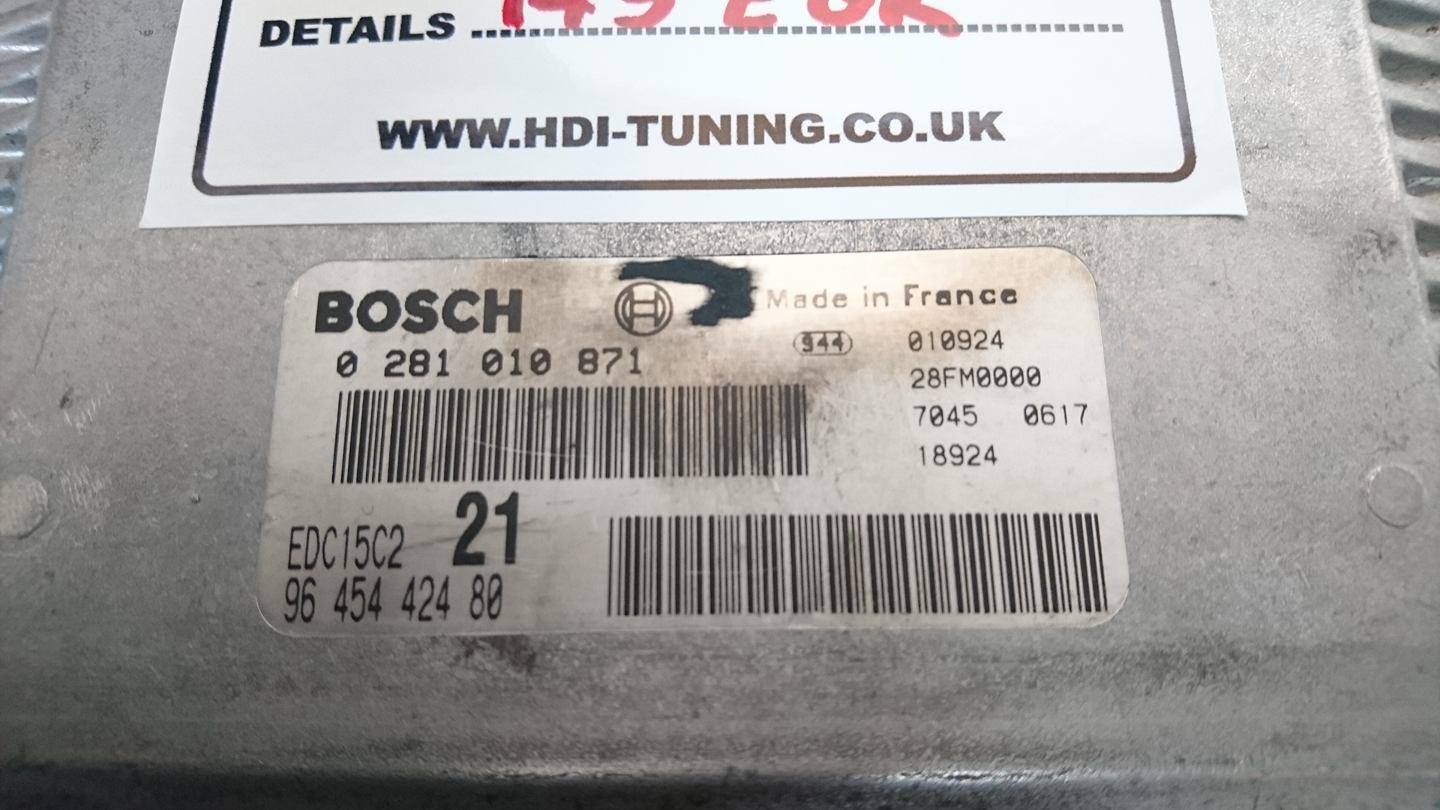 DETAILS
WWW.HDI-TUNING.CO.UK
BOSCH Made in France
944 010924
0 281 010 871
28FM0000
7045 0617
18924
EDC15C2 21
96 454 424 80